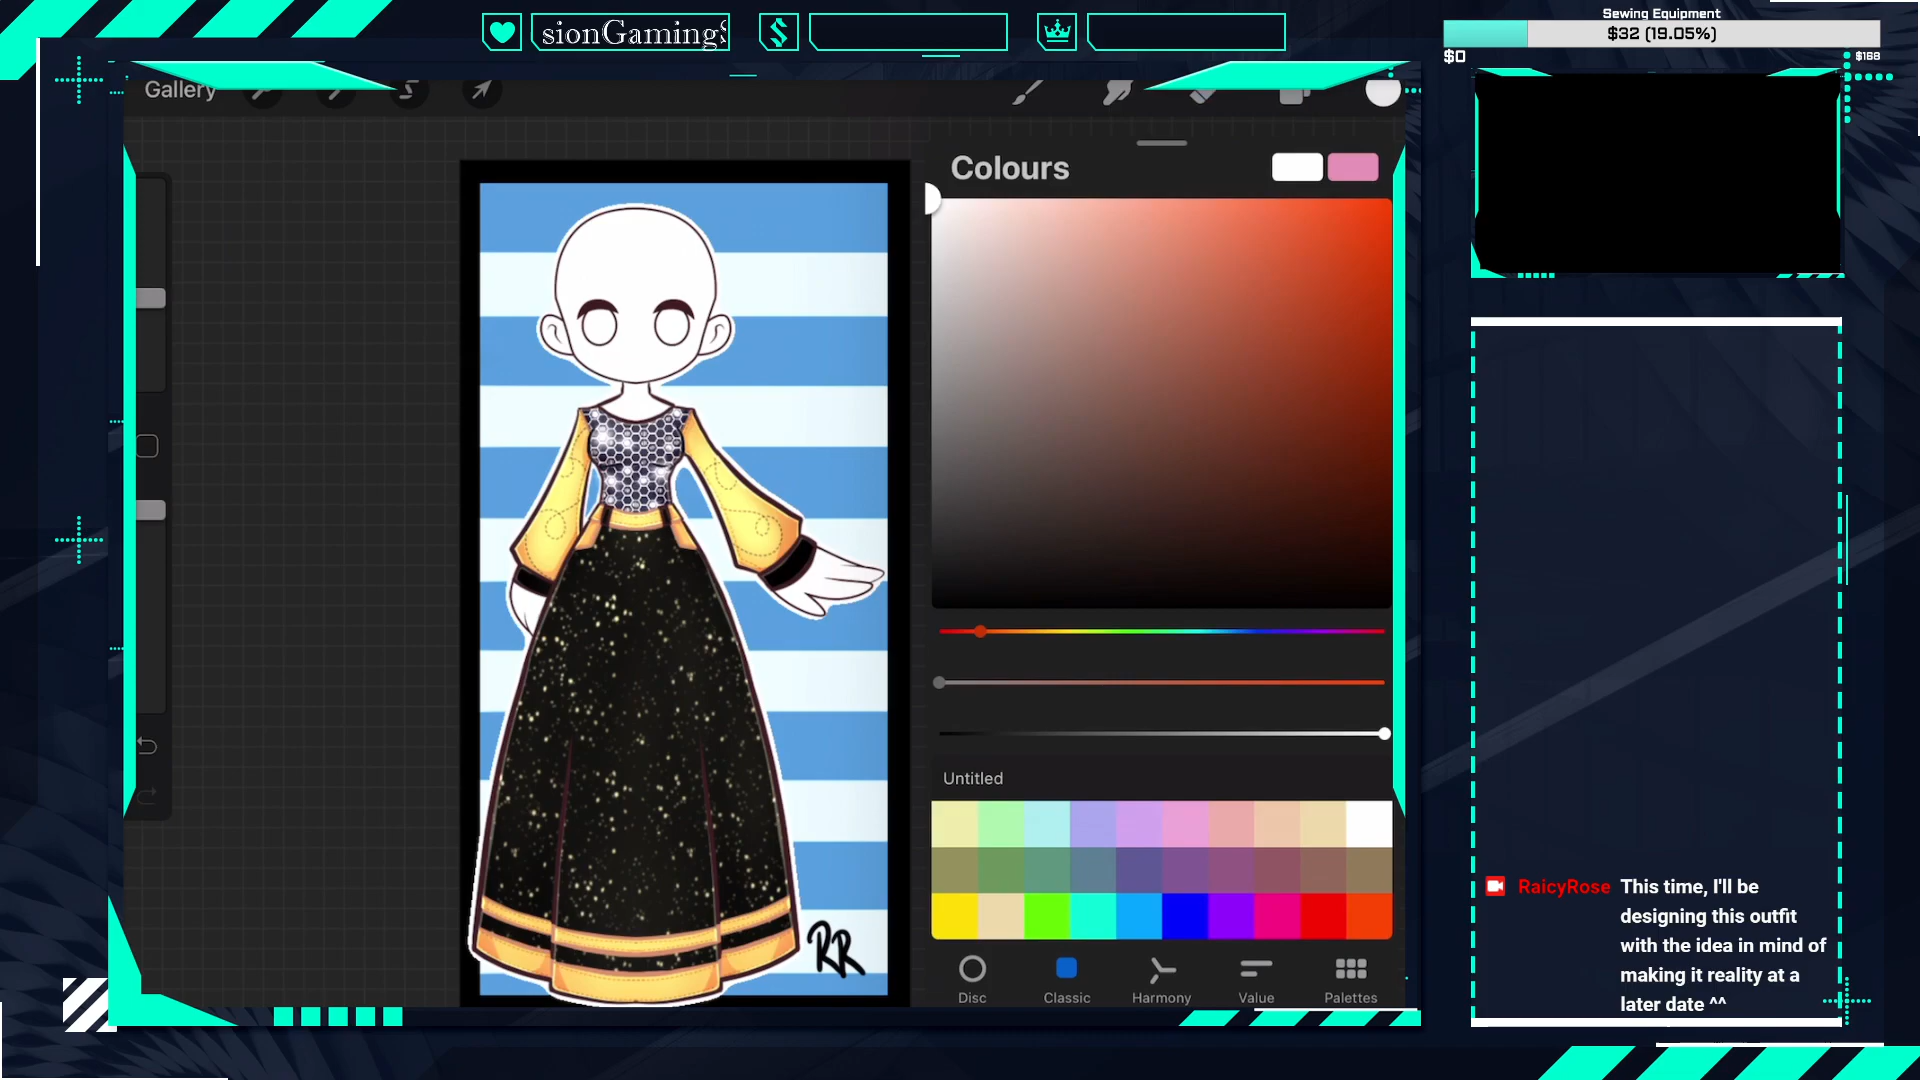 sionGaming
Sewing Equipment
$32 (19.05%)
$0
$168
Gallery
Colours
Untitled
Disc
Classic
Harmony
Value
Palettes
RR
RaicyRose This time, I'll be
designing this outfit
with the idea in mind of
making it reality at a
later date ^^